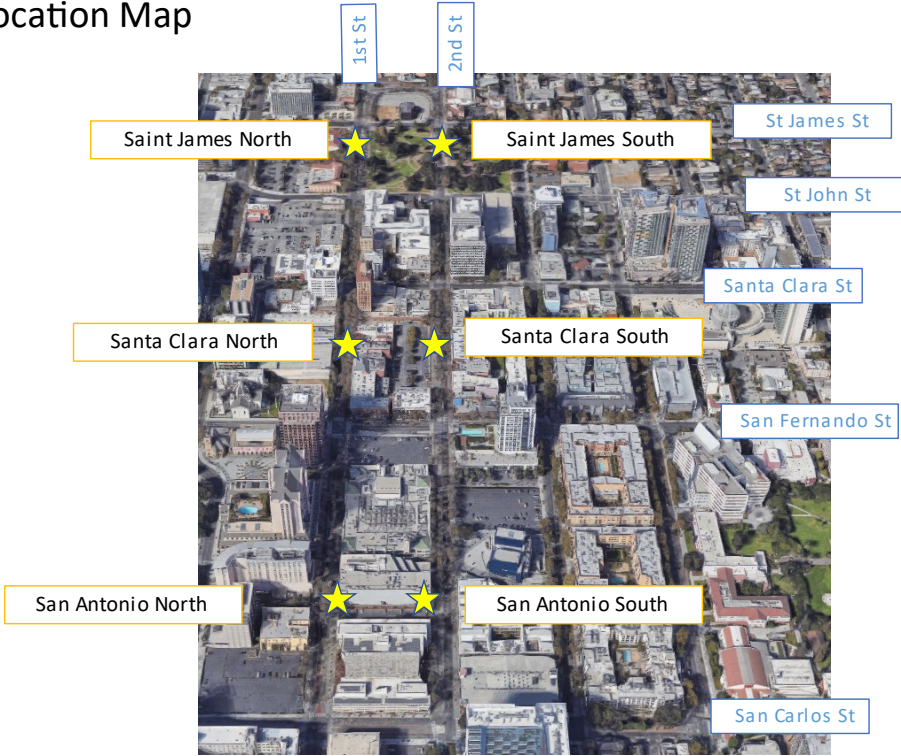 ocation Map
1st St
2nd St
St James St
Saint James North
Saint James South
St John St
Santa Clara St
Santa Clara North
Santa Clara South
San Fernando St
San Antonio North
San Antonio South
San Carlos St